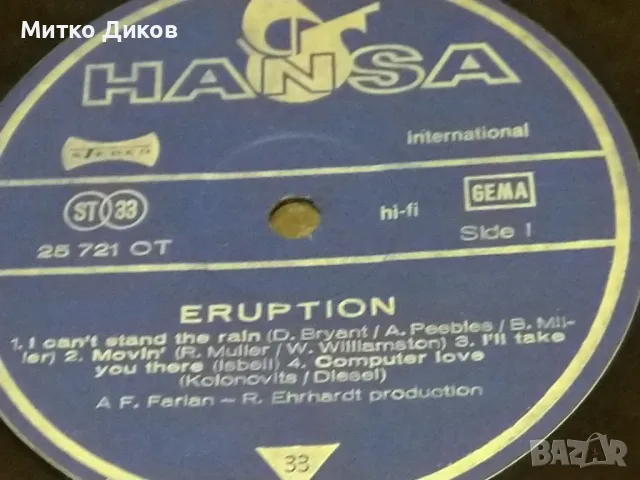 Митко Диков
HANSA
international
STEREO
ST 33
hi-fi
GEMA
25 721 OT
Side 1
ERUPTION
1. I can't stand the rain (D. Bryant / A. Peebles / B. Mil-
ler) 2. Movin' (R. Muller / W. Williamston) 3. I'll take
you there (Isbell) 4. Computer love
(Kolonovits / Diesel)
A F. Farian – R. Ehrhardt production
33
BAZAR